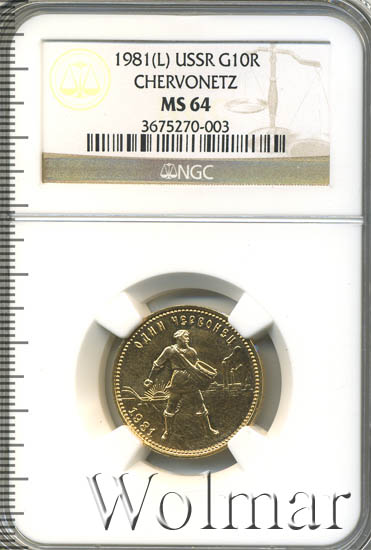 1981(L) USSR G10R
CHERVONETZ
MS 64
3675270-003
NGC
ОДИН ЧЕРВОНЕЦ
1981
Wolmar